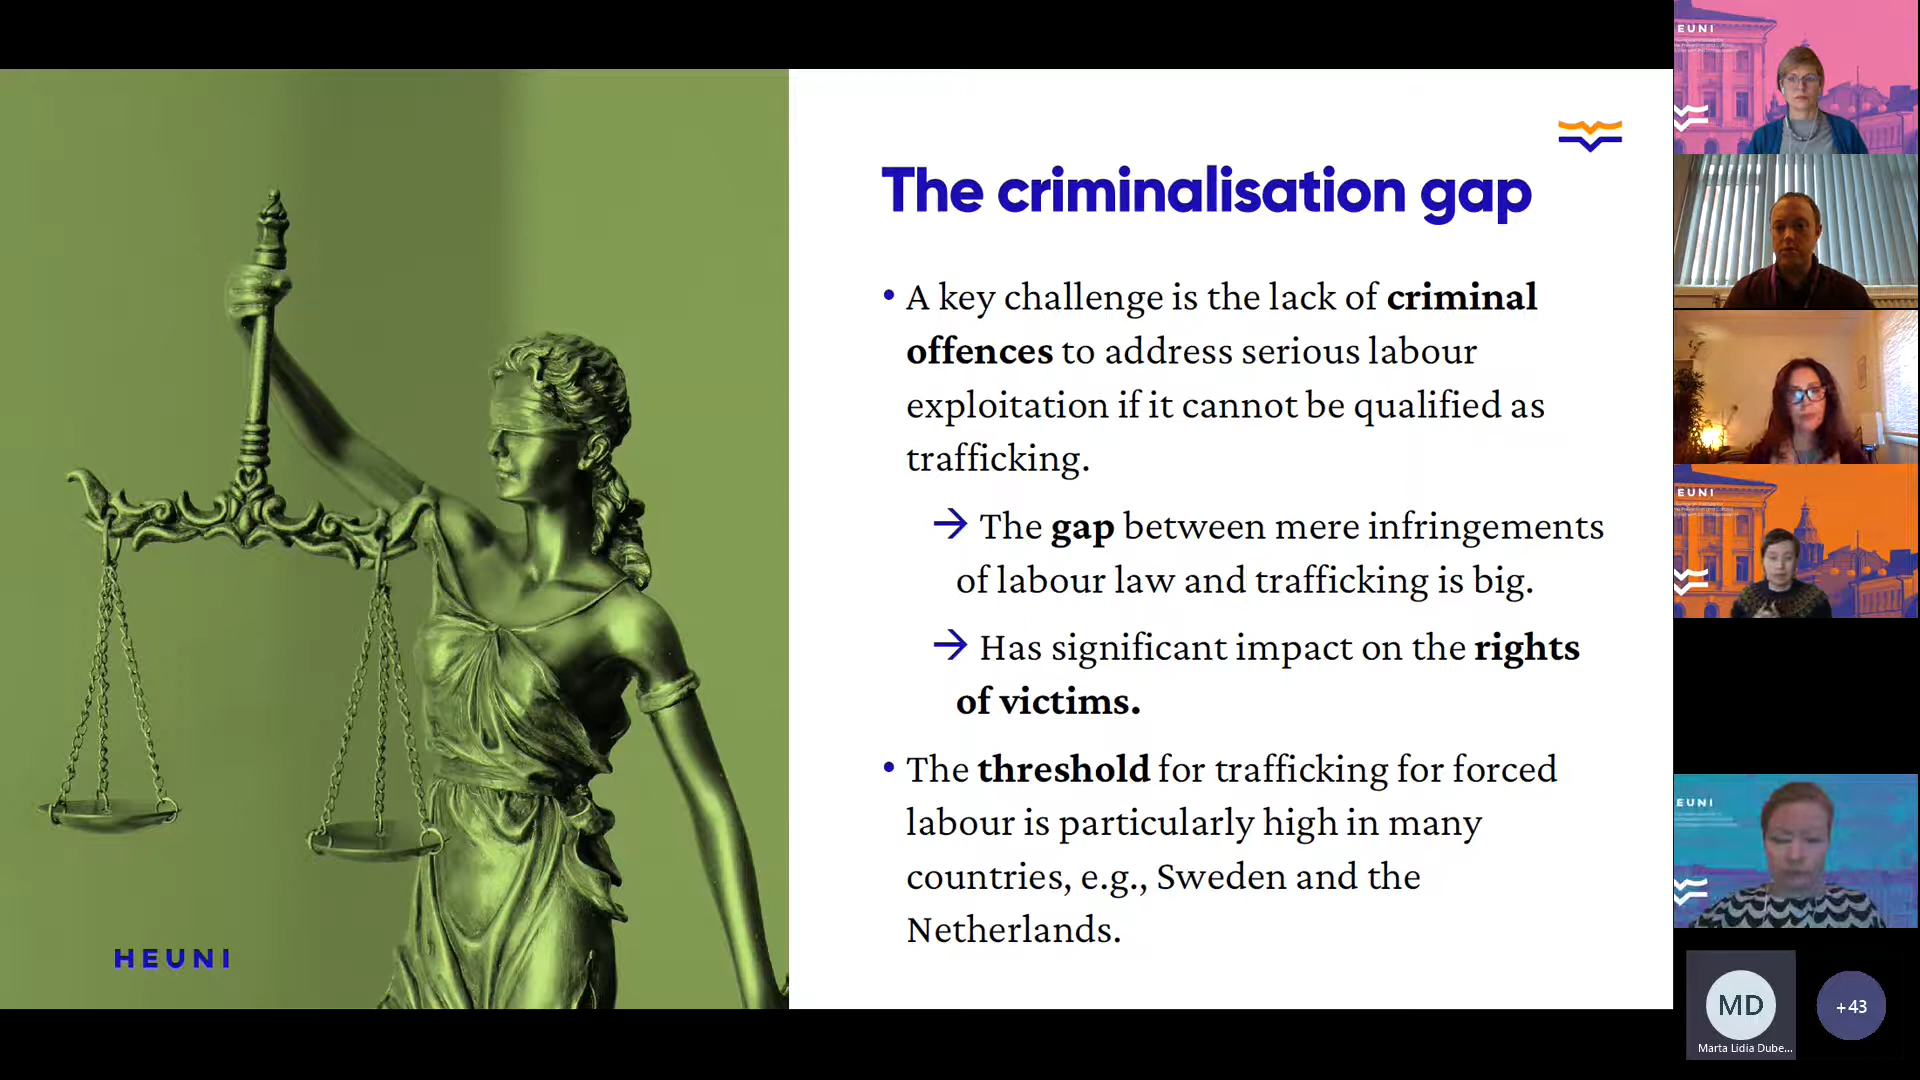 The criminalisation gap
• A key challenge is the lack of criminal
offences to address serious labour
exploitation if it cannot be qualified as
trafficking.
→ The gap between mere infringements
of labour law and trafficking is big.
→ Has significant impact on the rights
of victims.
• The threshold for trafficking for forced
labour is particularly high in many
countries, e.g., Sweden and the
Netherlands.
HEUNI
EUNI
EUNI
EUNI
MD
Marta Lidia Dube...
+43